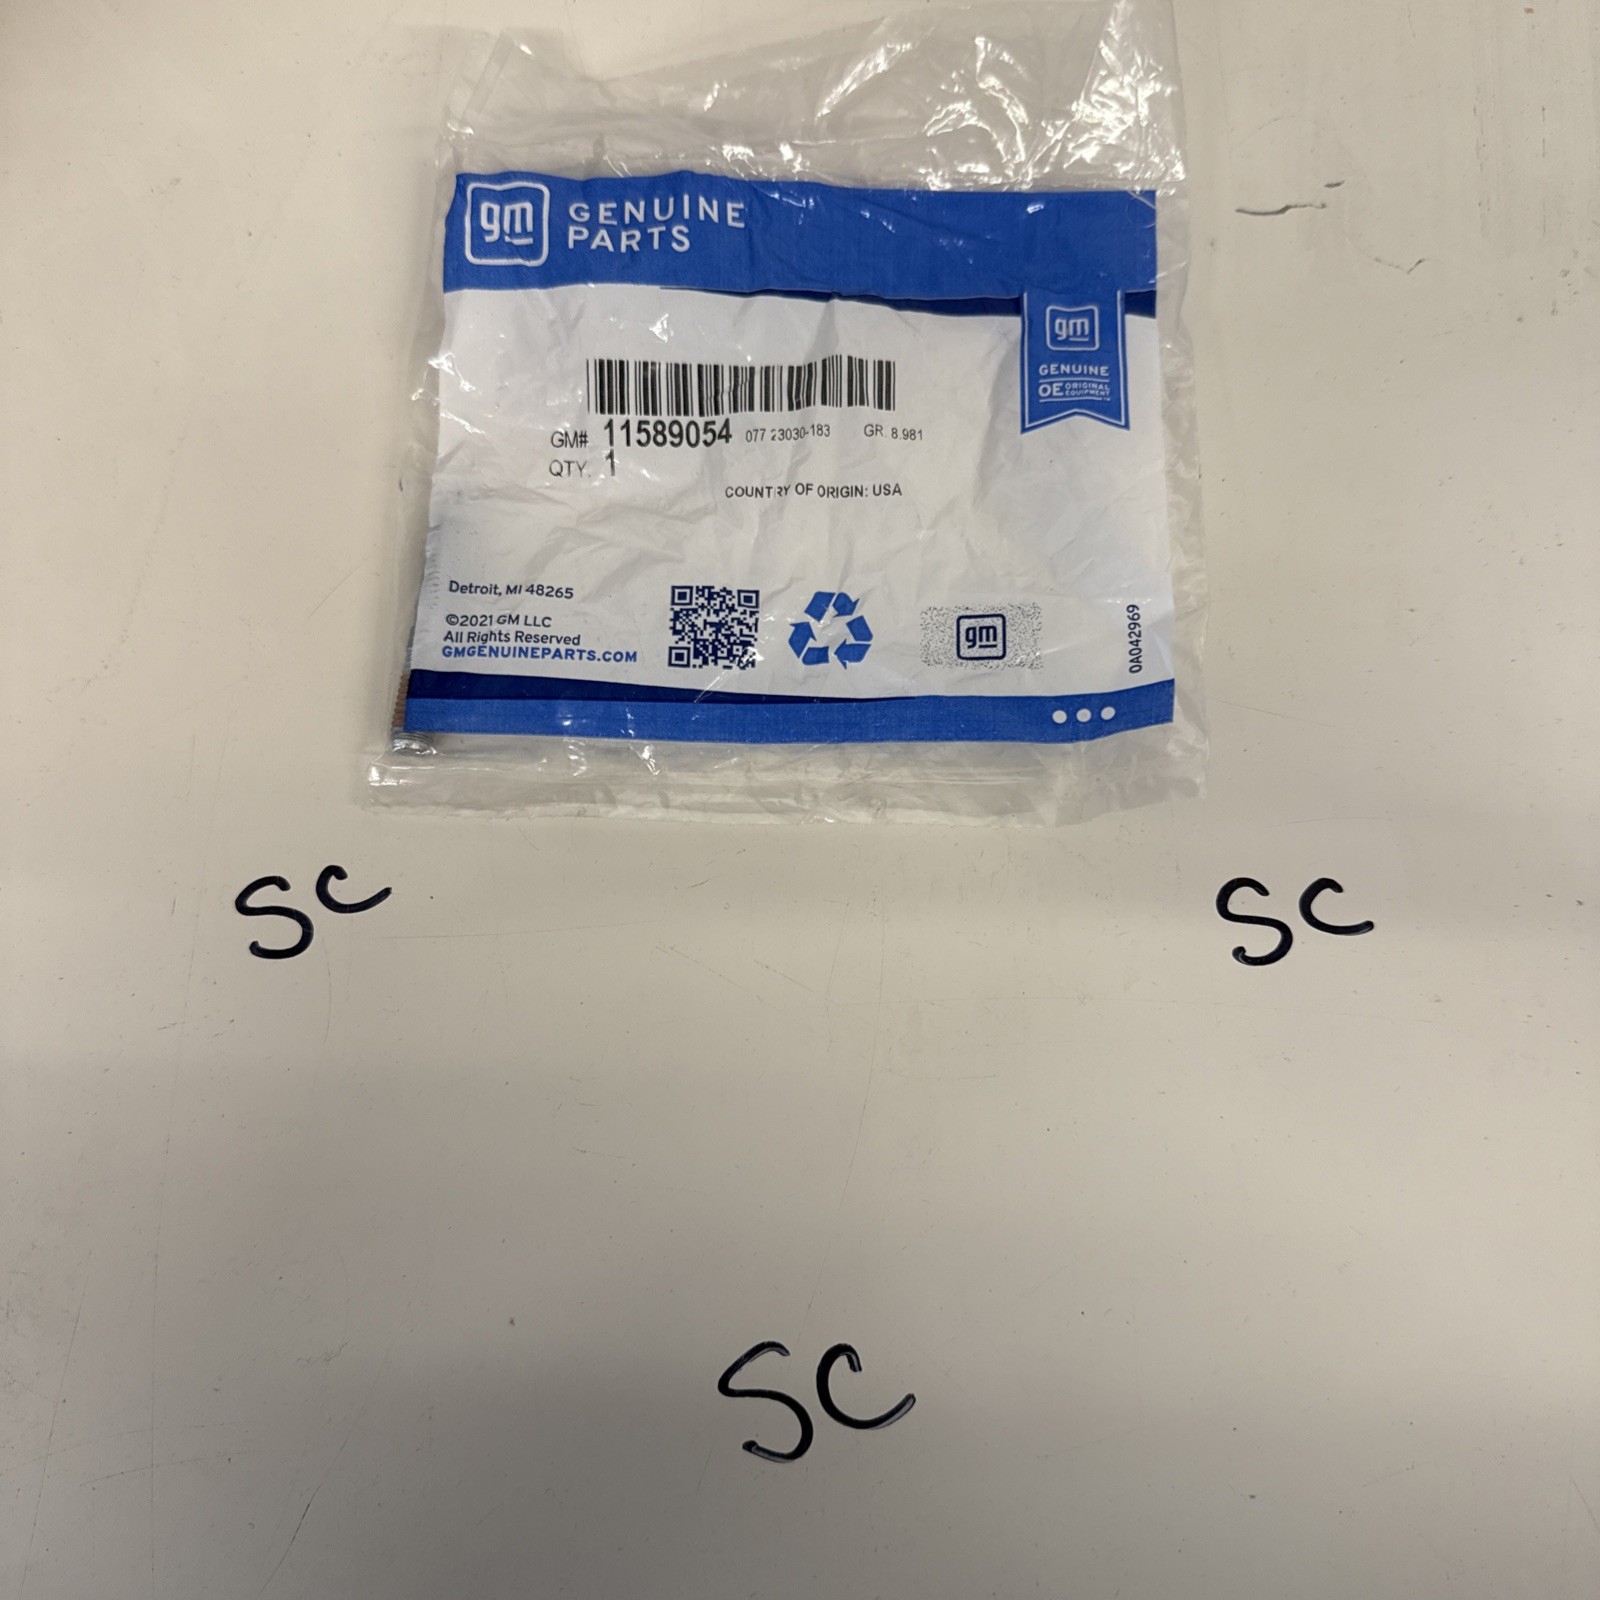 gm GENUINE
PARTS
gm
GENUINE
OE ORIGINAL
EQUIPMENT
GM# 11589054 077 23030-183 GR. 8.981
QTY. 1
COUNTRY OF ORIGIN: USA
Detroit, MI 48265
©2021 GM LLC
All Rights Reserved
GMGENUINEPARTS.COM
gm
0A042969
SC
SC
SC